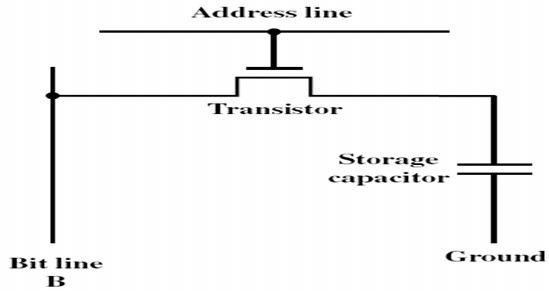 Address line
Transistor
Storage
capacitor
Ground
Bit line
B